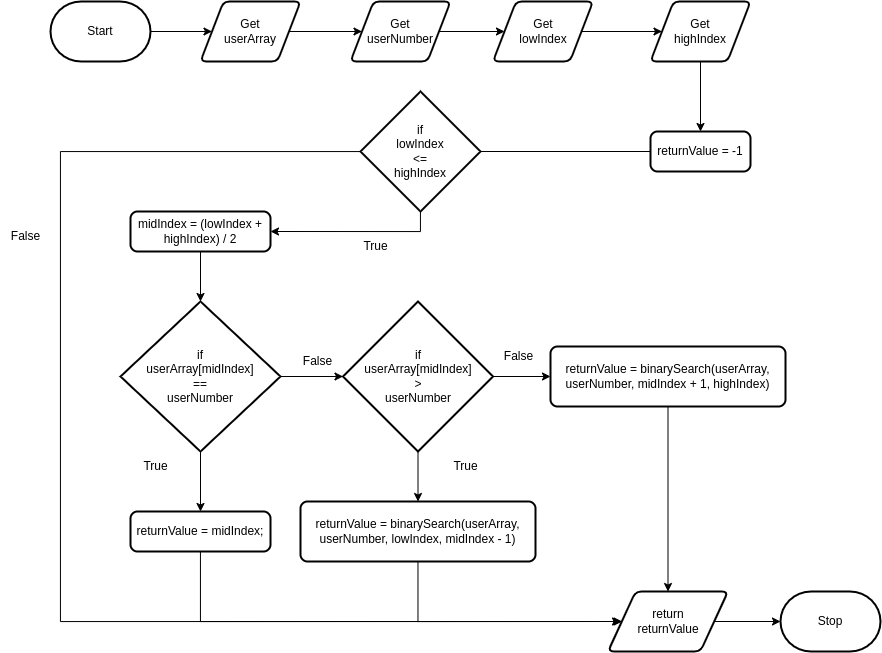 Start
Get
userArray
Get
userNumber
Get
lowIndex
Get
highIndex
if
lowIndex
<=
highIndex
returnValue = -1
False
midIndex = (lowIndex +
highIndex) / 2
True
if
userArray[midIndex]
==
userNumber
False
if
userArray[midIndex]
>
userNumber
False
returnValue = binarySearch(userArray,
userNumber, midIndex + 1, highIndex)
True
True
returnValue = midIndex;
returnValue = binarySearch(userArray,
userNumber, lowIndex, midIndex - 1)
return
returnValue
Stop